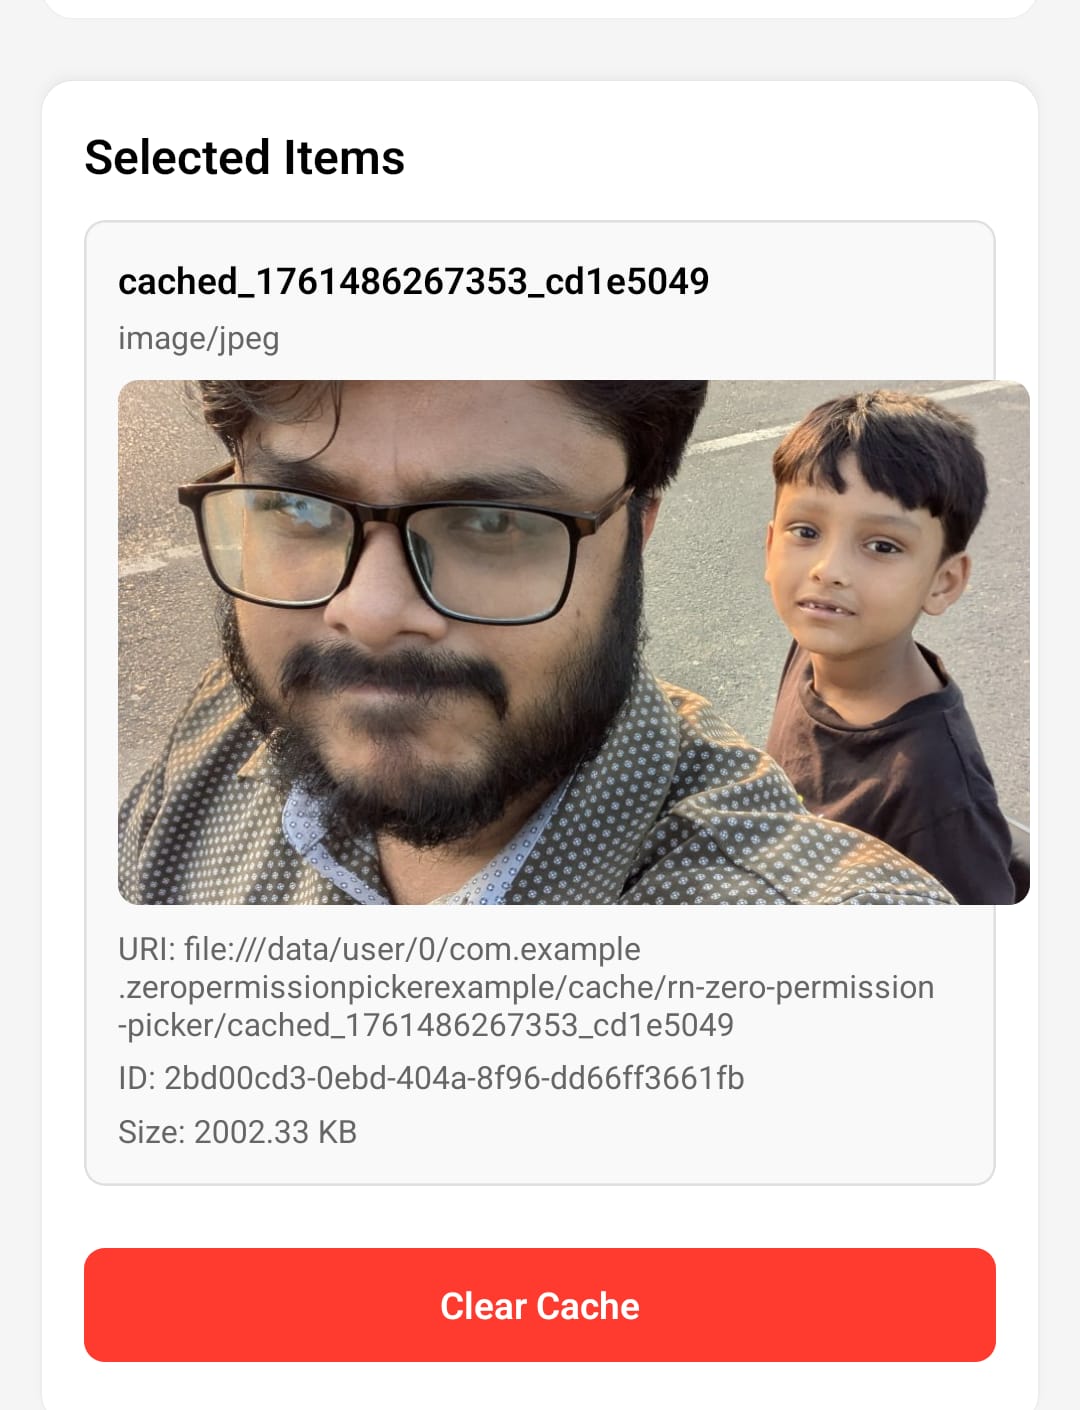 Selected Items
cached_1761486267353_cd1e5049
image/jpeg
URI: file:///data/user/0/com.example
.zeropermissionpickerexample/cache/rn-zero-permission
-picker/cached_1761486267353_cd1e5049
ID: 2bd00cd3-0ebd-404a-8f96-dd66ff3661fb
Size: 2002.33 KB
Clear Cache